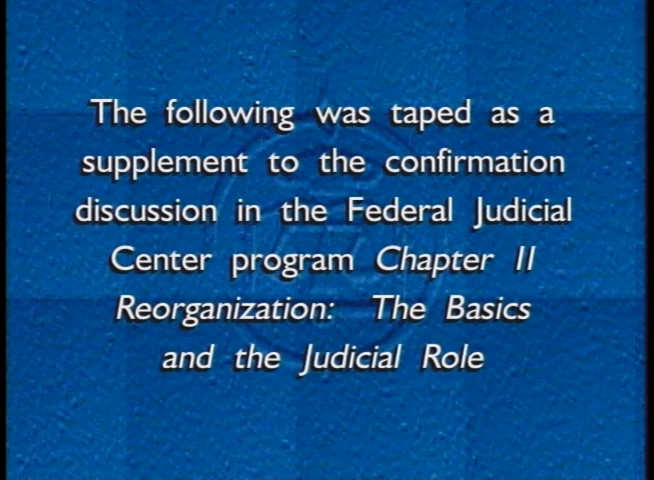 The following was taped as a
supplement to the confirmation
discussion in the Federal Judicial
Center program Chapter 11
Reorganization: The Basics
and the Judicial Role